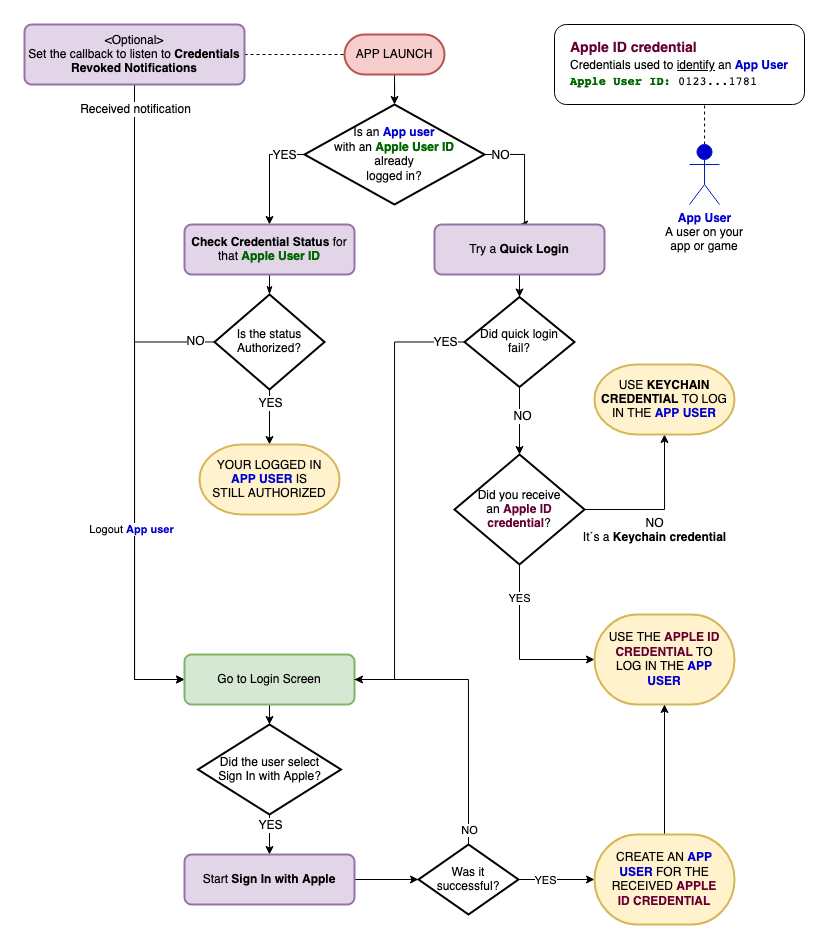 <Optional>
Set the callback to listen to Credentials
Revoked Notifications
APP LAUNCH
Apple ID credential
Credentials used to identify an App User
Apple User ID: 0123...1781
Received notification
Is an App user
with an Apple User ID
already
logged in?
YES
NO
App User
A user on your
app or game
Check Credential Status for
that Apple User ID
Try a Quick Login
Is the status
Authorized?
NO
YES
Did quick login
fail?
YES
NO
USE KEYCHAIN
CREDENTIAL TO LOG
IN THE APP USER
YOUR LOGGED IN
APP USER IS
STILL AUTHORIZED
Did you receive
an Apple ID
credential?
NO
It´s a Keychain credential
Logout App user
YES
USE THE APPLE ID
CREDENTIAL TO
LOG IN THE APP
USER
Go to Login Screen
Did the user select
Sign In with Apple?
YES
NO
Start Sign In with Apple
Was it
successful?
YES
CREATE AN APP
USER FOR THE
RECEIVED APPLE
ID CREDENTIAL